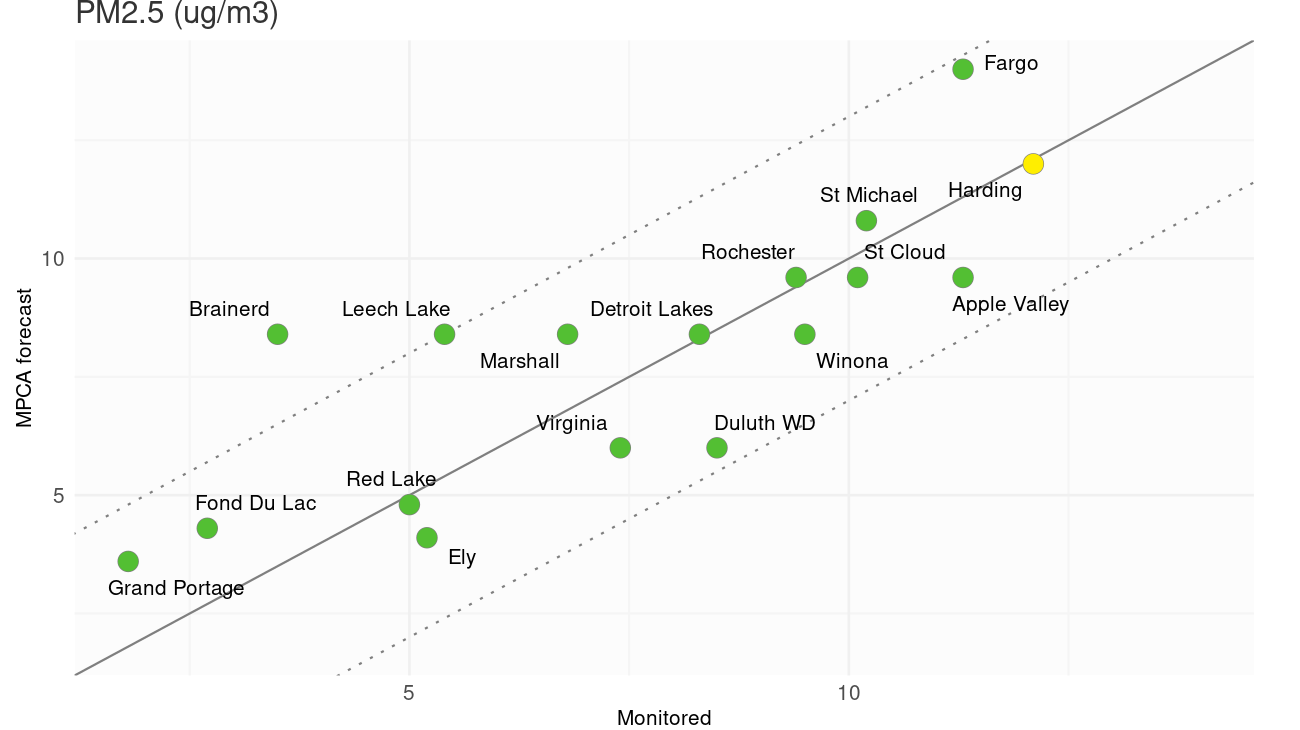 PM2.5 (ug/m3)
Fargo
Harding
St Michael
Rochester
St Cloud
10
Apple Valley
Brainerd
Leech Lake
Detroit Lakes
Marshall
Winona
MPCA forecast
Virginia
Duluth WD
Red Lake
5
Fond Du Lac
Ely
Grand Portage
5
10
Monitored